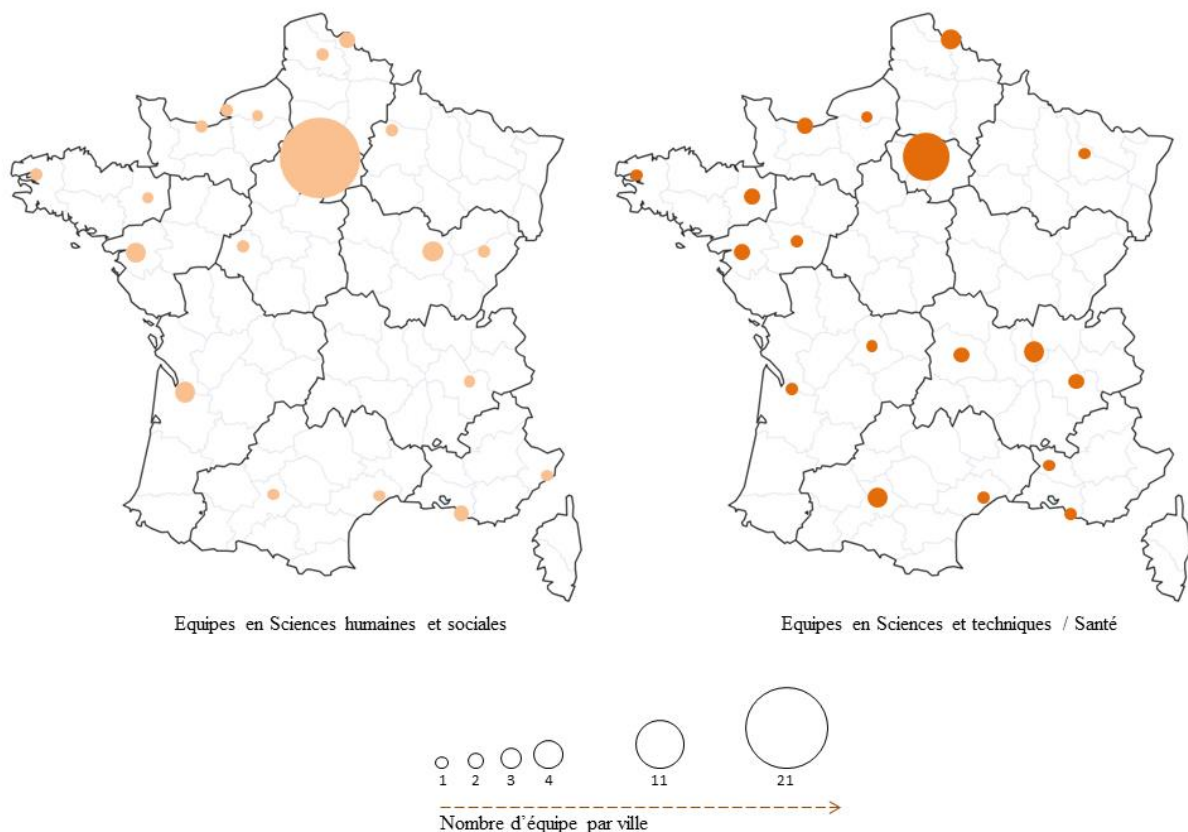 Equipes en Sciences humaines et sociales
Equipes en Sciences et techniques / Santé
1 2 3 4 11 21
Nombre d'équipe par ville